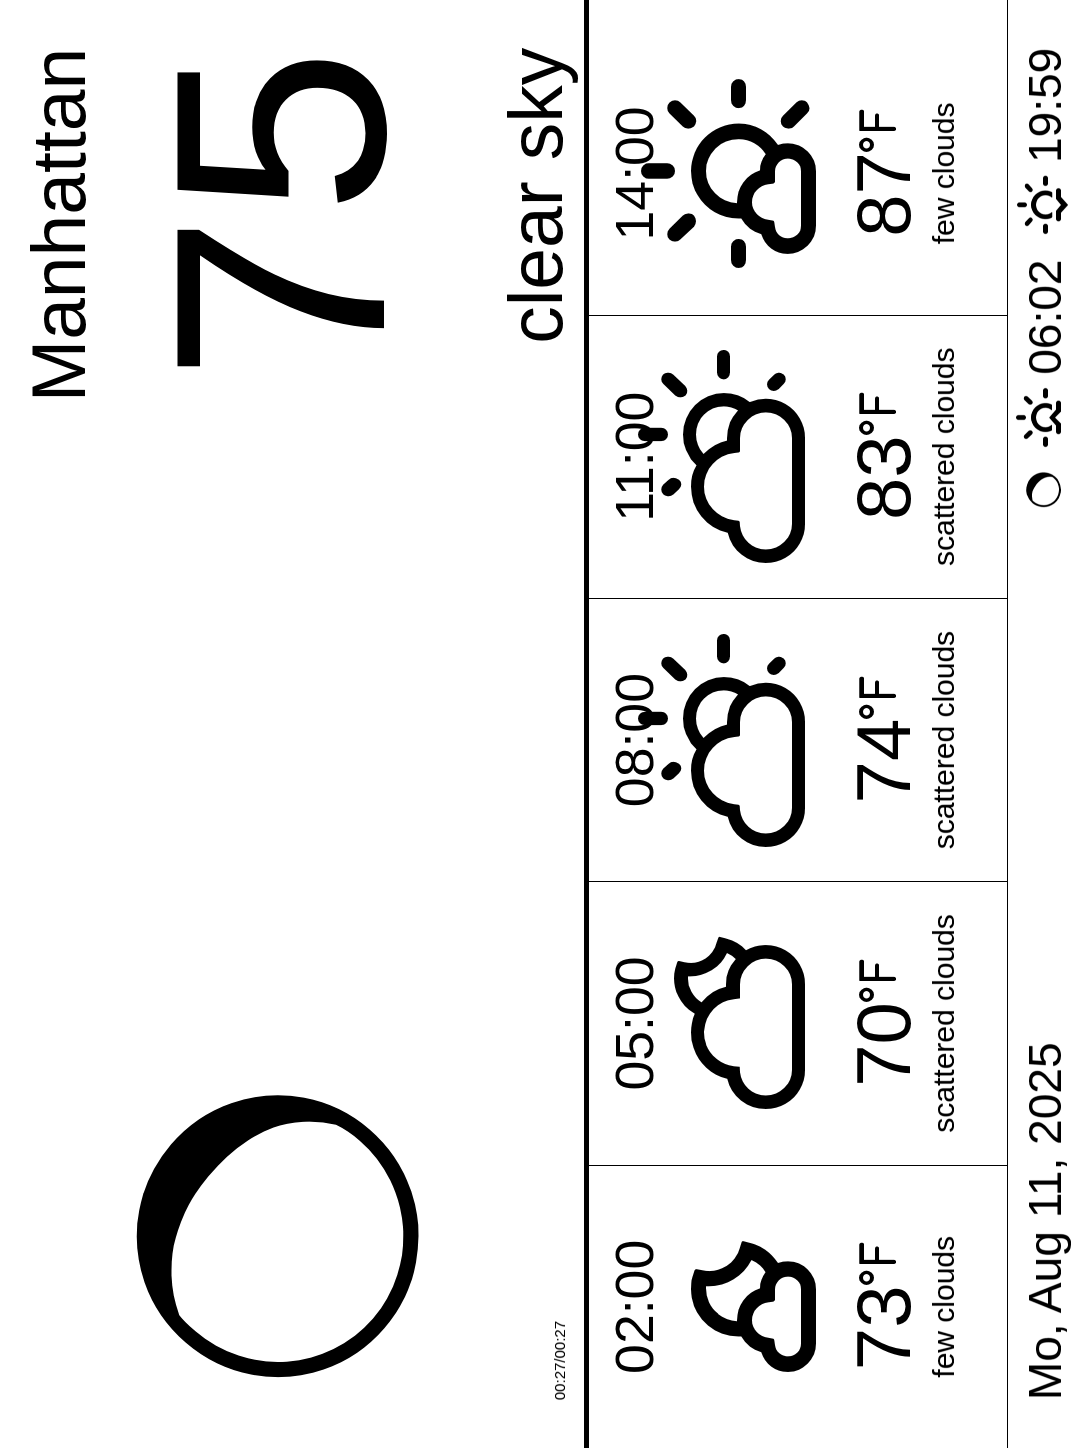 Manhattan
75
clear sky
00:27/00:27
02:00
73°F
few clouds
05:00
70°F
scattered clouds
08:00
74°F
scattered clouds
11:00
83°F
scattered clouds
14:00
87°F
few clouds
Mo, Aug 11, 2025
06:02 19:59